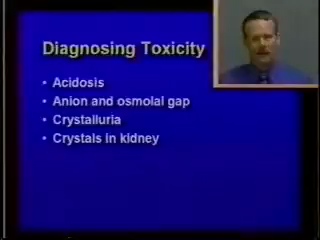 Diagnosing Toxicity
• Acidosis
• Anion and osmolal gap
• Crystalluria
• Crystals in kidney